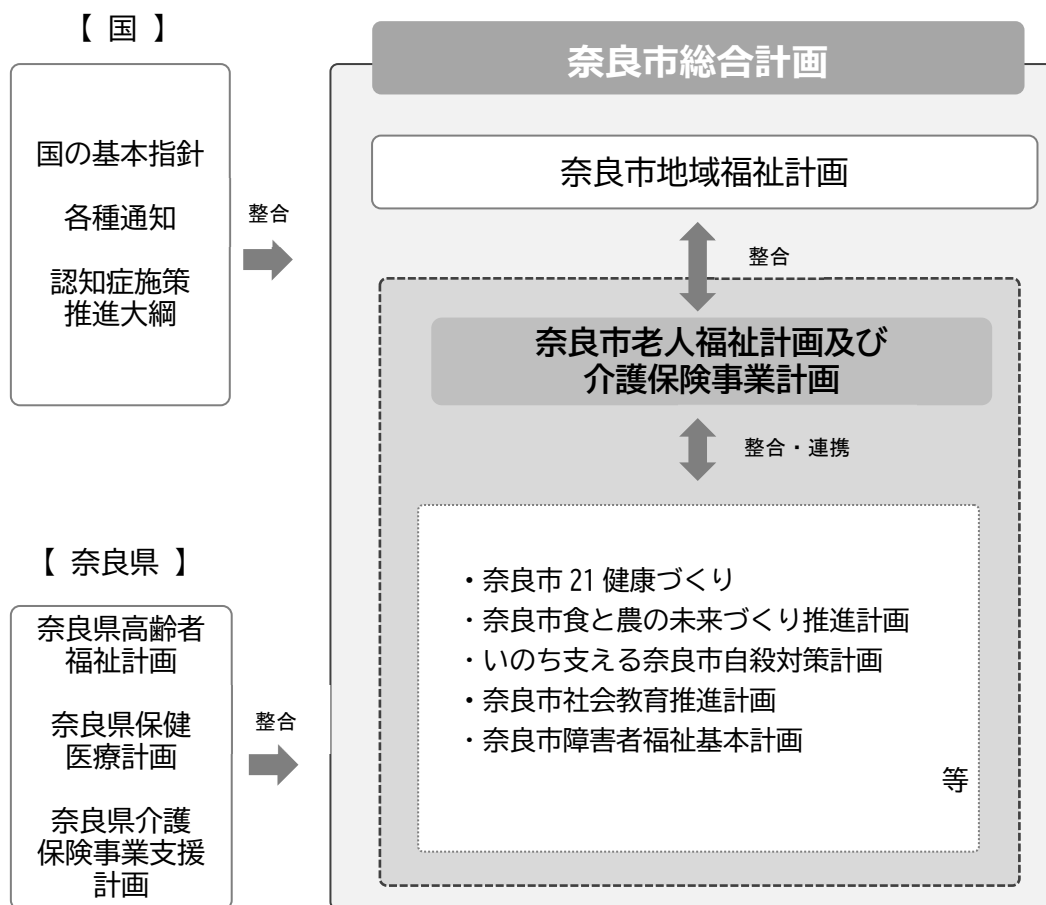 【 国 】
国の基本指針
各種通知
認知症施策
推進大綱
整合
【 奈良県 】
奈良県高齢者
福祉計画
奈良県保健
医療計画
奈良県介護
保険事業支援
計画
整合
奈良市総合計画
奈良市地域福祉計画
整合
奈良市老人福祉計画及び
介護保険事業計画
整合・連携
・奈良市 21 健康づくり
・奈良市食と農の未来づくり推進計画
・いのち支える奈良市自殺対策計画
・奈良市社会教育推進計画
・奈良市障害者福祉基本計画
等